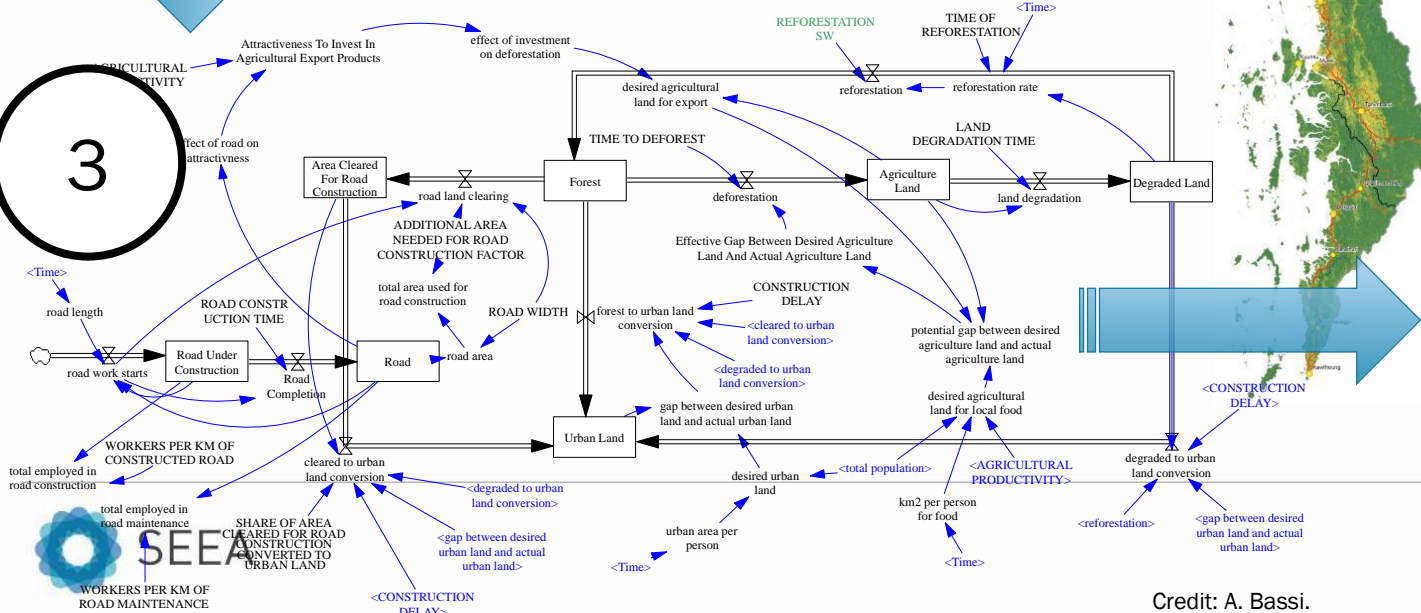 <Time>
REFORESTATION
SW
TIME OF
REFORESTATION
Attractiveness To Invest In
Agricultural Export Products
effect of investment
on deforestation
AGRICULTURAL
desired agricultural
land for export
reforestation
reforestation rate
3
effect of road on
attractivness
TIME TO DEFOREST
LAND
DEGRADATION TIME
Area Cleared
For Road
Construction
Forest
Agriculture
Land
Degraded Land
road land clearing
deforestation
land degradation
ADDITIONAL AREA
NEEDED FOR ROAD
CONSTRUCTION FACTOR
Effective Gap Between Desired Agriculture
Land And Actual Agriculture Land
<Time>
road length
total area used for
road construction
ROAD CONSTR
UCTION TIME
ROAD WIDTH
forest to urban land
conversion
CONSTRUCTION
DELAY
<cleared to urban
land conversion>
<degraded to urban
land conversion>
potential gap between desired
agriculture land and actual
agriculture land
Road Under
Construction
Road
road area
road work starts
Road
Completion
<CONSTRUCTION
DELAY>
desired agricultural
land for local food
gap between desired urban
land and actual urban land
Urban Land
WORKERS PER KM OF
CONSTRUCTED ROAD
total employed in
road construction
cleared to urban
land conversion
<degraded to urban
land conversion>
desired urban
land
<total population>
<AGRICULTURAL
PRODUCTIVITY>
degraded to urban
land conversion
total employed in
road maintenance
SHARE OF AREA
CLEARED FOR ROAD
CONSTRUCTION
CONVERTED TO
URBAN LAND
<gap between desired
urban land and actual
urban land>
urban area per
person
km2 per person
for food
<reforestation>
<gap between desired
urban land and actual
urban land>
SEEA
<Time>
<Time>
WORKERS PER KM OF
ROAD MAINTENANCE
<CONSTRUCTION
DELAY>
Credit: A. Bassi.